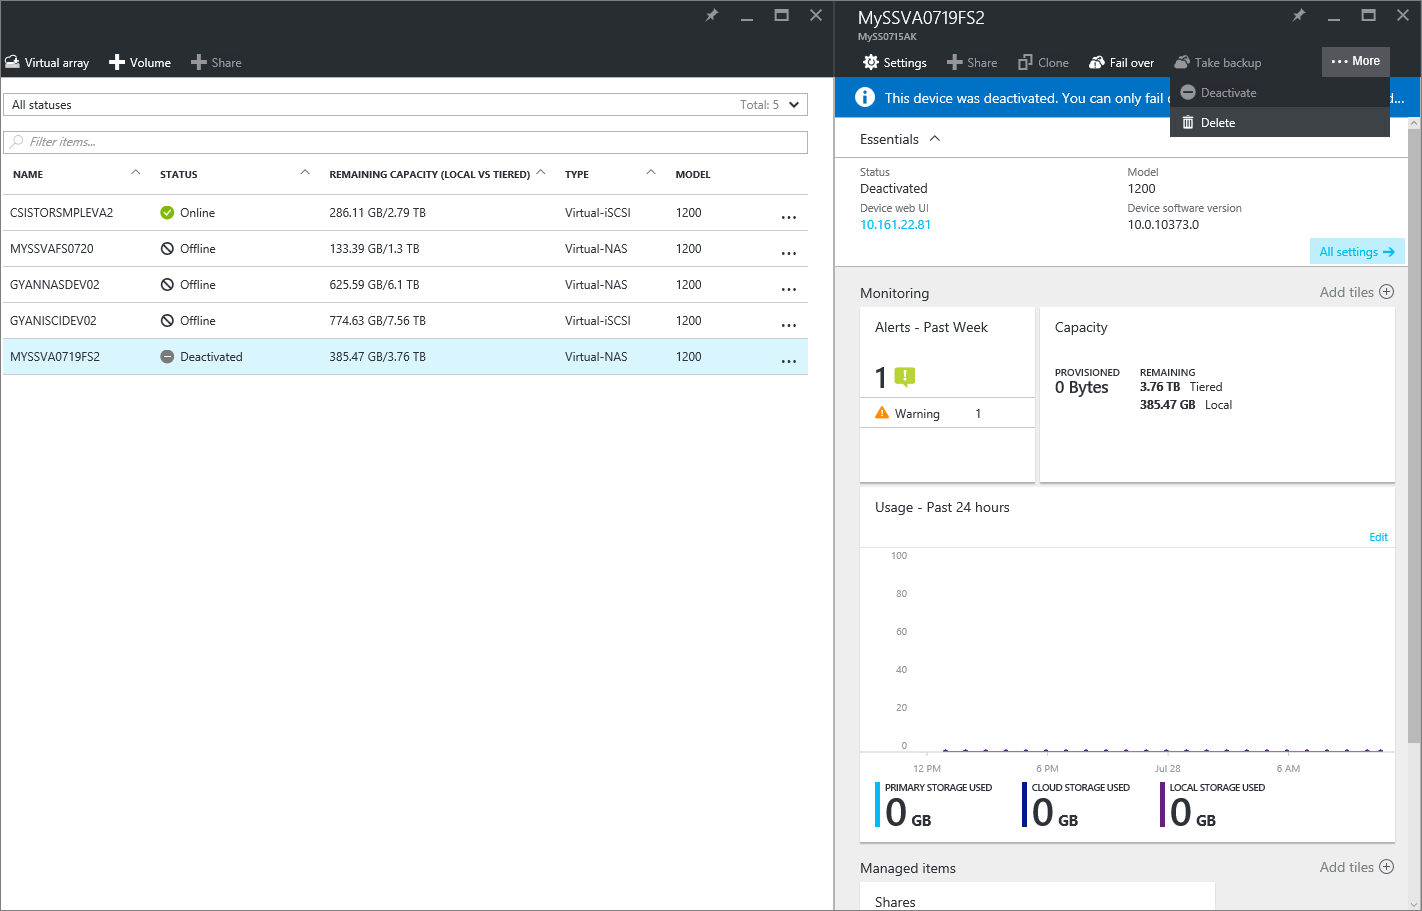 Virtual array Volume Share
All statuses Total: 5
Filter items...
NAME STATUS REMAINING CAPACITY (LOCAL VS TIERED) TYPE MODEL
CSISTORSMPLEVA2 Online 286.11 GB/2.79 TB Virtual-iSCSI 1200 ...
MYSSVAFS0720 Offline 133.39 GB/1.3 TB Virtual-NAS 1200 ...
GYANNASDEV02 Offline 625.59 GB/6.1 TB Virtual-NAS 1200 ...
GYANISCIDEV02 Offline 774.63 GB/7.56 TB Virtual-iSCSI 1200 ...
MYSSVA0719FS2 Deactivated 385.47 GB/3.76 TB Virtual-NAS 1200 ...
MySSVA0719FS2
MySS0715AK
Settings Share Clone Fail over Take backup ... More
Deactivate
Delete
This device was deactivated. You can only fail d...
Essentials
Status Model
Deactivated 1200
Device web UI Device software version
10.161.22.81 10.0.10373.0
All settings →
Monitoring Add tiles
Alerts - Past Week
1
Warning 1
Capacity
PROVISIONED REMAINING
0 Bytes 3.76 TB Tiered
385.47 GB Local
Usage - Past 24 hours
Edit
100
80
60
40
20
0
12 PM 6 PM Jul 28 6 AM
PRIMARY STORAGE USED CLOUD STORAGE USED LOCAL STORAGE USED
0 GB 0 GB 0 GB
Managed items Add tiles
Shares